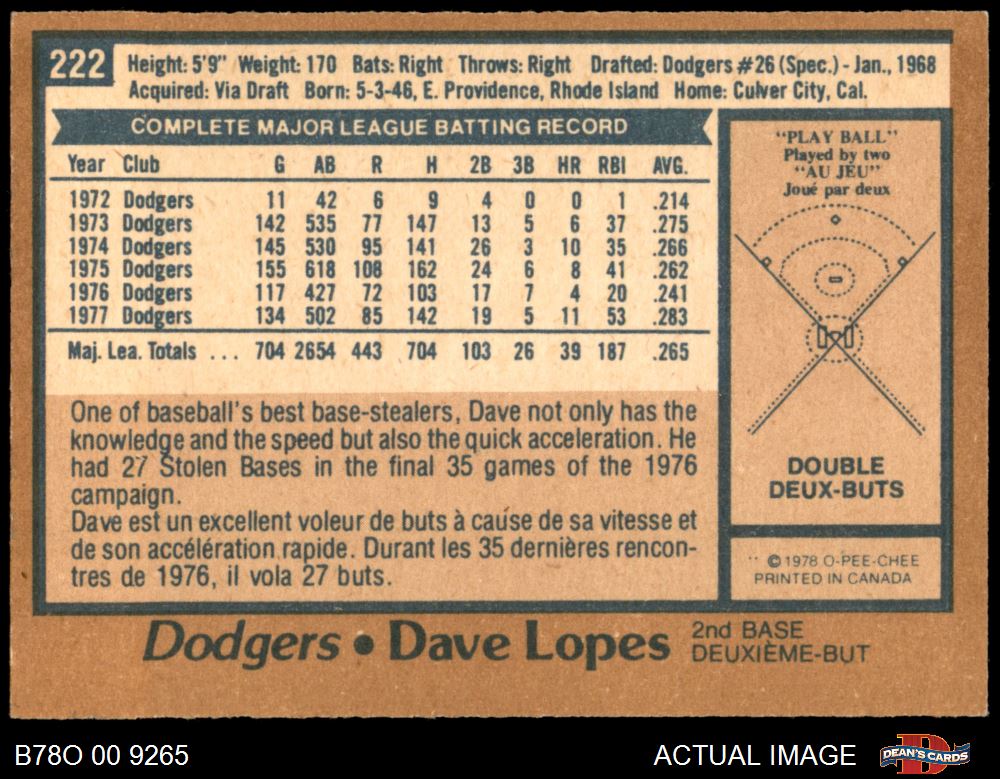 222
Height: 5'9" Weight: 170 Bats: Right Throws: Right Drafted: Dodgers #26 (Spec.) - Jan., 1968
Acquired: Via Draft Born: 5-3-46, E. Providence, Rhode Island Home: Culver City, Cal.
COMPLETE MAJOR LEAGUE BATTING RECORD
Year Club G AB R H 2B 3B HR RBI AVG.
1972 Dodgers 11 42 6 9 4 0 0 1 .214
1973 Dodgers 142 535 77 147 13 5 6 37 .275
1974 Dodgers 145 530 95 141 26 3 10 35 .266
1975 Dodgers 155 618 108 162 24 6 8 41 .262
1976 Dodgers 117 427 72 103 17 7 4 20 .241
1977 Dodgers 134 502 85 142 19 5 11 53 .283
Maj. Lea. Totals ... 704 2654 443 704 103 26 39 187 .265
One of baseball's best base-stealers, Dave not only has the
knowledge and the speed but also the quick acceleration. He
had 27 Stolen Bases in the final 35 games of the 1976
campaign.
Dave est un excellent voleur de buts à cause de sa vitesse et
de son accélération rapide. Durant les 35 dernières rencon-
tres de 1976, il vola 27 buts.
"PLAY BALL"
Played by two
"AU JEU"
Joué par deux
DOUBLE
DEUX-BUTS
©1978 O-PEE-CHEE
PRINTED IN CANADA
Dodgers • Dave Lopes
2nd BASE
DEUXIÈME-BUT
B78O 00 9265
ACTUAL IMAGE
DEAN'S CARDS